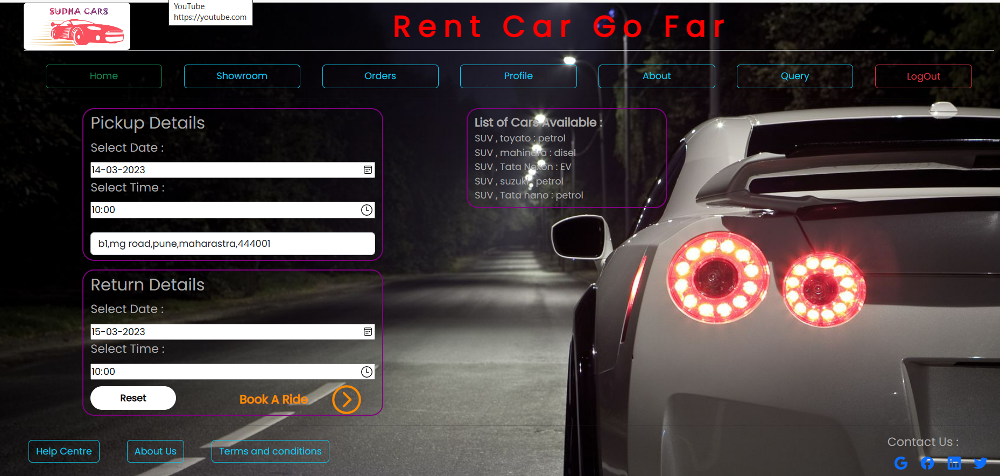 SUDHA CARS
YouTube
https://youtube.com
Rent Car Go Far
Home
Showroom
Orders
Profile
About
Query
LogOut
Pickup Details
Select Date :
14-03-2023
Select Time :
10:00
b1,mg road,pune,maharastra,444001
List of Cars Available :
SUV , toyato : petrol
SUV , mahindra : disel
SUV , Tata Nexon : EV
SUV , suzuki : petrol
SUV , Tata nano : petrol
Return Details
Select Date :
15-03-2023
Select Time :
10:00
Reset
Book A Ride
Help Centre
About Us
Terms and conditions
Contact Us :